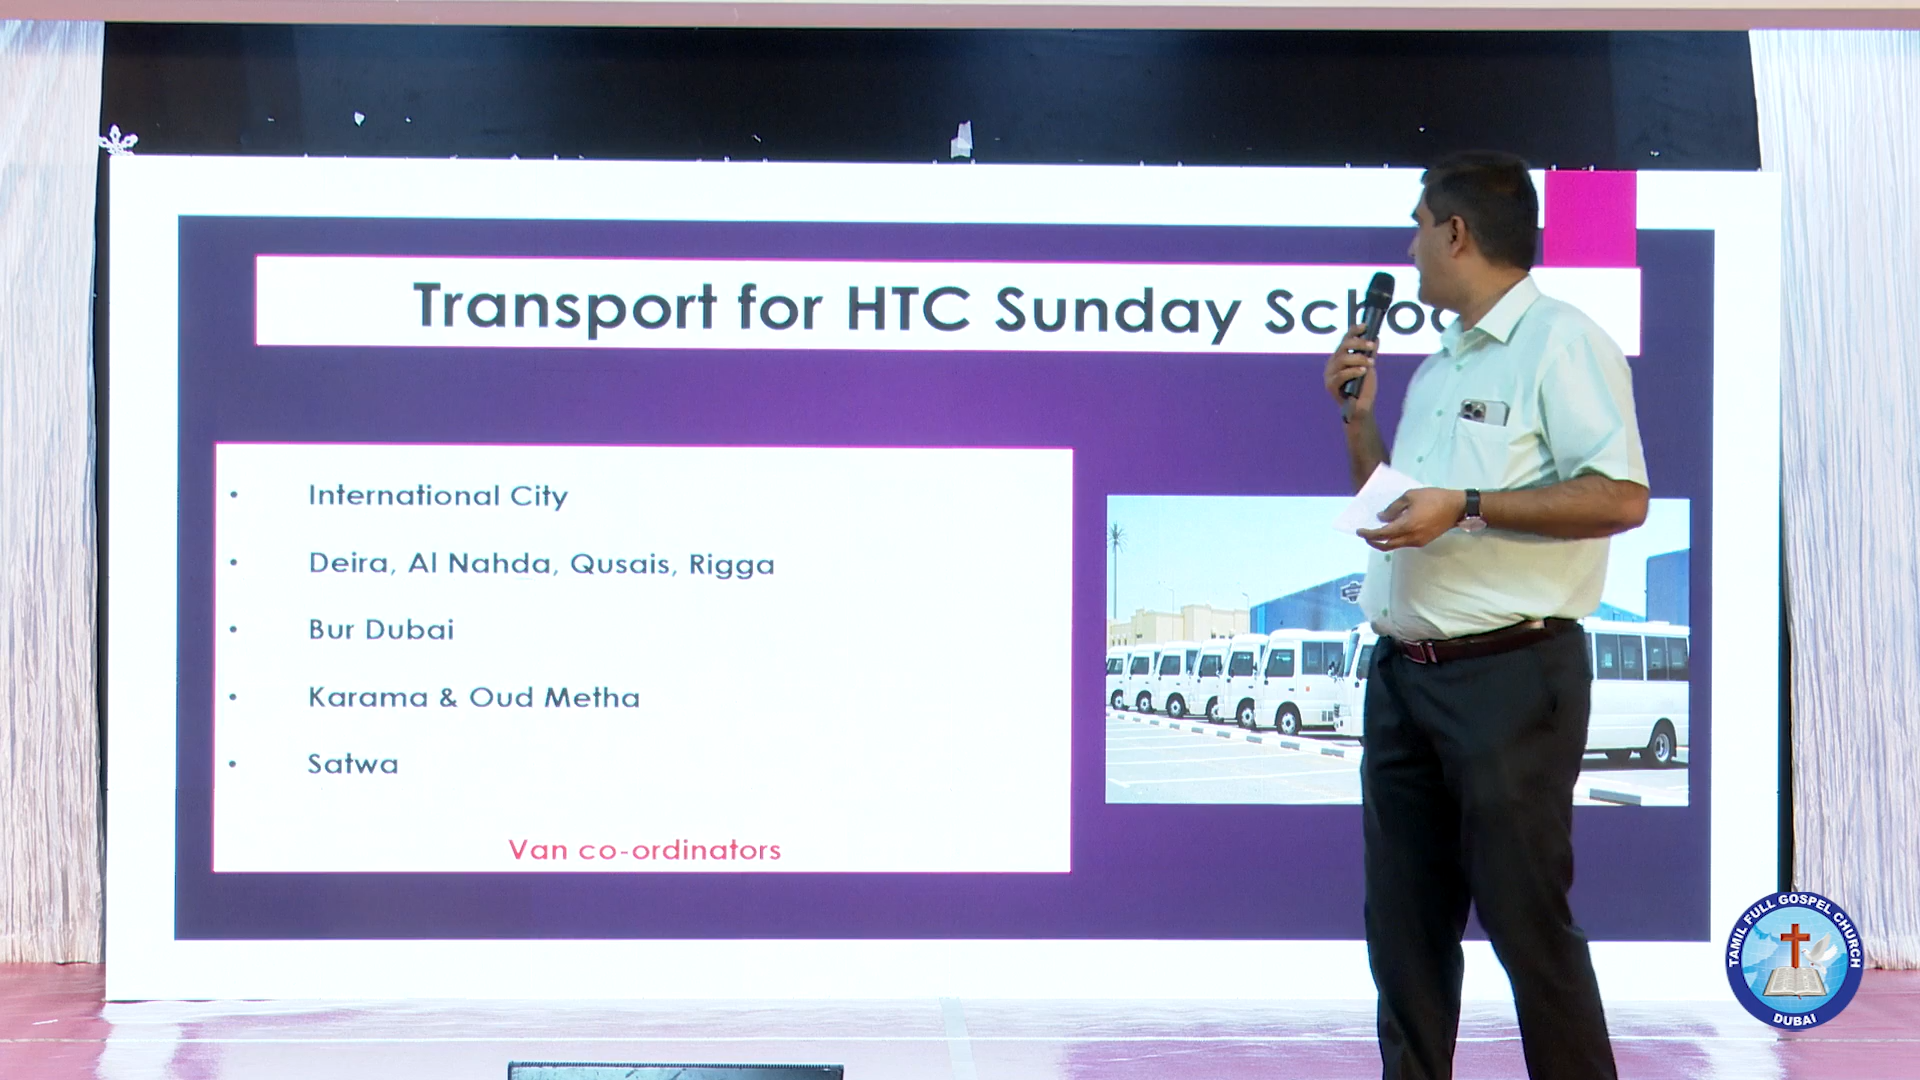 Transport for HTC Sunday
• International City
• Deira, Al Nahda, Qusais, Rigga
• Bur Dubai
• Karama & Oud Metha
• Satwa
Van co-ordinators
TAMIL FULL GOSPEL CHURCH
DUBAI